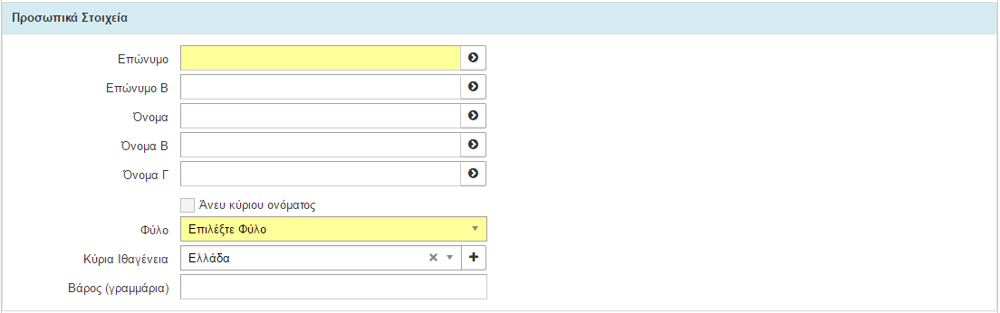 Προσωπικά Στοιχεία
Επώνυμο
Επώνυμο Β
Όνομα
Όνομα Β
Όνομα Γ
Άνευ κύριου ονόματος
Φύλο Επιλέξτε Φύλο
Κύρια Ιθαγένεια Ελλάδα
Βάρος (γραμμάρια)